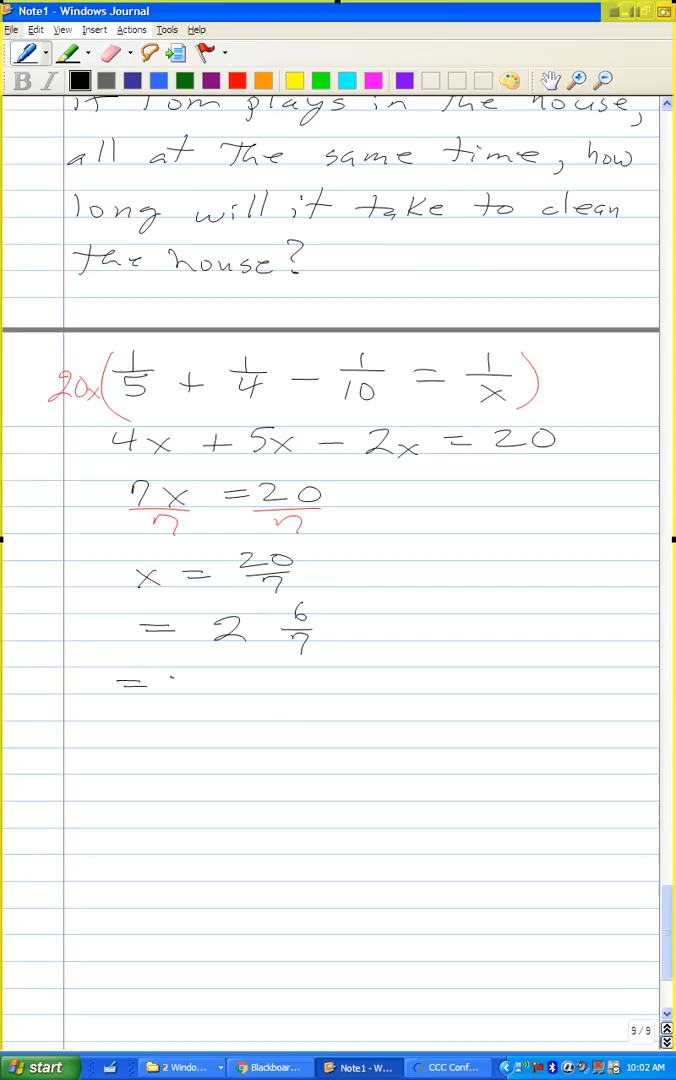 Note1 - Windows Journal
File Edit View Insert Actions Tools Help
B I
if Tom plays in the house,
all at the same time, how
long will it take to clean
the house?
20x( 1/5 + 1/4 - 1/10 = 1/x )
4x + 5x - 2x = 20
7x/7 = 20/7
x = 20/7
= 2 6/7
=
9 / 9
start 2 Windo... Blackboar... Note1 - W... CCC Conf... 10:02 AM